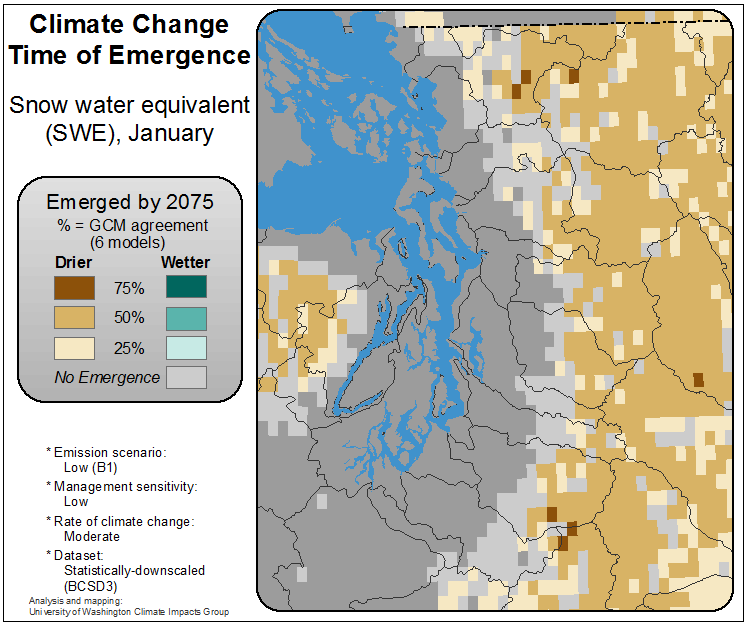 Climate Change
Time of Emergence
Snow water equivalent
(SWE), January
Emerged by 2075
% = GCM agreement
(6 models)
Drier Wetter
75%
50%
25%
No Emergence
* Emission scenario:
Low (B1)
* Management sensitivity:
Low
* Rate of climate change:
Moderate
* Dataset:
Statistically-downscaled
(BCSD3)
Analysis and mapping:
University of Washington Climate Impacts Group